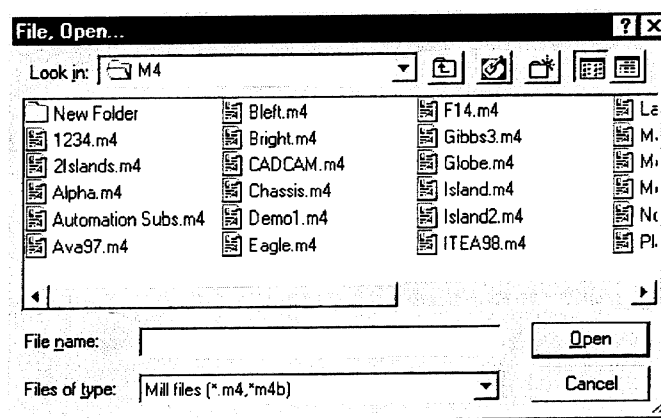 File, Open...
Look in: M4
New Folder
1234.m4
2Islands.m4
Alpha.m4
Automation Subs.m4
Ava97.m4
Bleft.m4
Bright.m4
CADCAM.m4
Chassis.m4
Demo1.m4
Eagle.m4
F14.m4
Gibbs3.m4
Globe.m4
Island.m4
Island2.m4
ITEA98.m4
File name:
Open
Files of type: Mill files (*.m4,*m4b)
Cancel